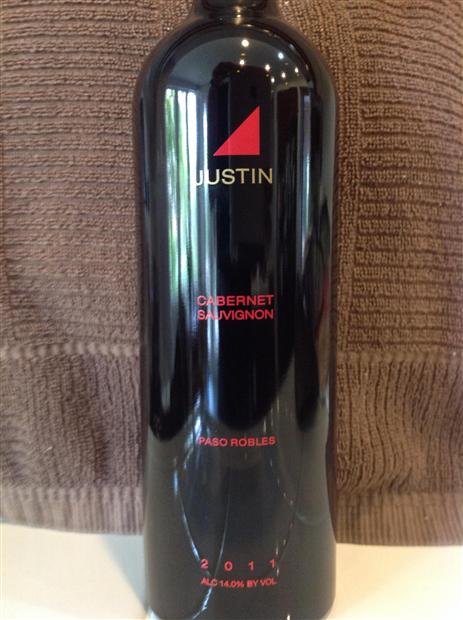 JUSTIN
CABERNET
SAUVIGNON
PASO ROBLES
2011
ALC 14.0% BY VOL